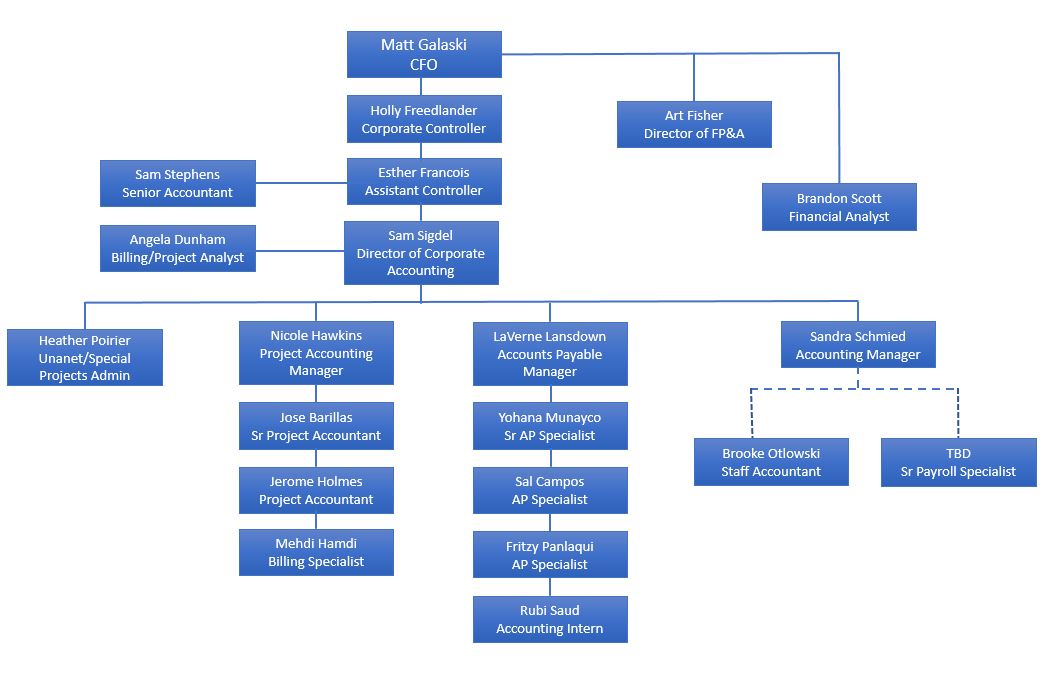 Matt Galaski
CFO
Holly Freedlander
Corporate Controller
Art Fisher
Director of FP&A
Sam Stephens
Senior Accountant
Esther Francois
Assistant Controller
Brandon Scott
Financial Analyst
Angela Dunham
Billing/Project Analyst
Sam Sigdel
Director of Corporate
Accounting
Heather Poirier
Unanet/Special
Projects Admin
Nicole Hawkins
Project Accounting
Manager
LaVerne Lansdown
Accounts Payable
Manager
Sandra Schmied
Accounting Manager
Jose Barillas
Sr Project Accountant
Yohana Munayco
Sr AP Specialist
Brooke Otlowski
Staff Accountant
TBD
Sr Payroll Specialist
Jerome Holmes
Project Accountant
Sal Campos
AP Specialist
Mehdi Hamdi
Billing Specialist
Fritzy Panlaqui
AP Specialist
Rubi Saud
Accounting Intern